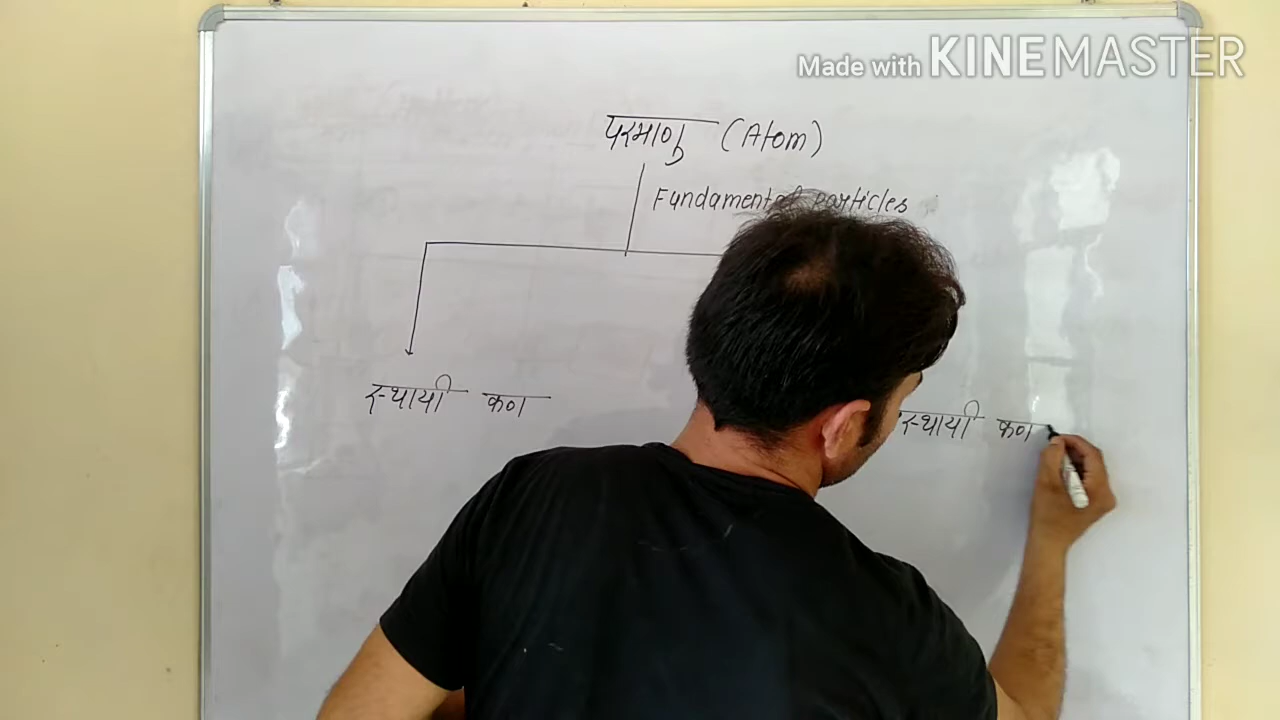 Made with KINEMASTER
परमाणु (Atom)
Fundamental particles
स्थायी कण
स्थायी कण